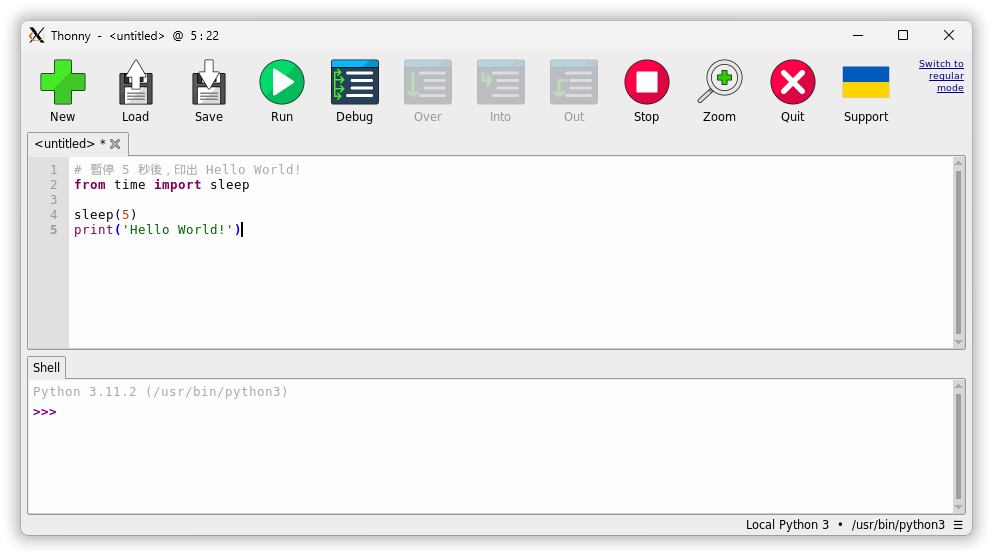 Thonny - <untitled> @ 5:22
New Load Save Run Debug Over Into Out Stop Zoom Quit Support
Switch to
regular
mode
<untitled> *
1 # 暫停 5 秒後，印出 Hello World!
2 from time import sleep
3
4 sleep(5)
5 print('Hello World!')
Shell
Python 3.11.2 (/usr/bin/python3)
>>>
Local Python 3 • /usr/bin/python3 ☰